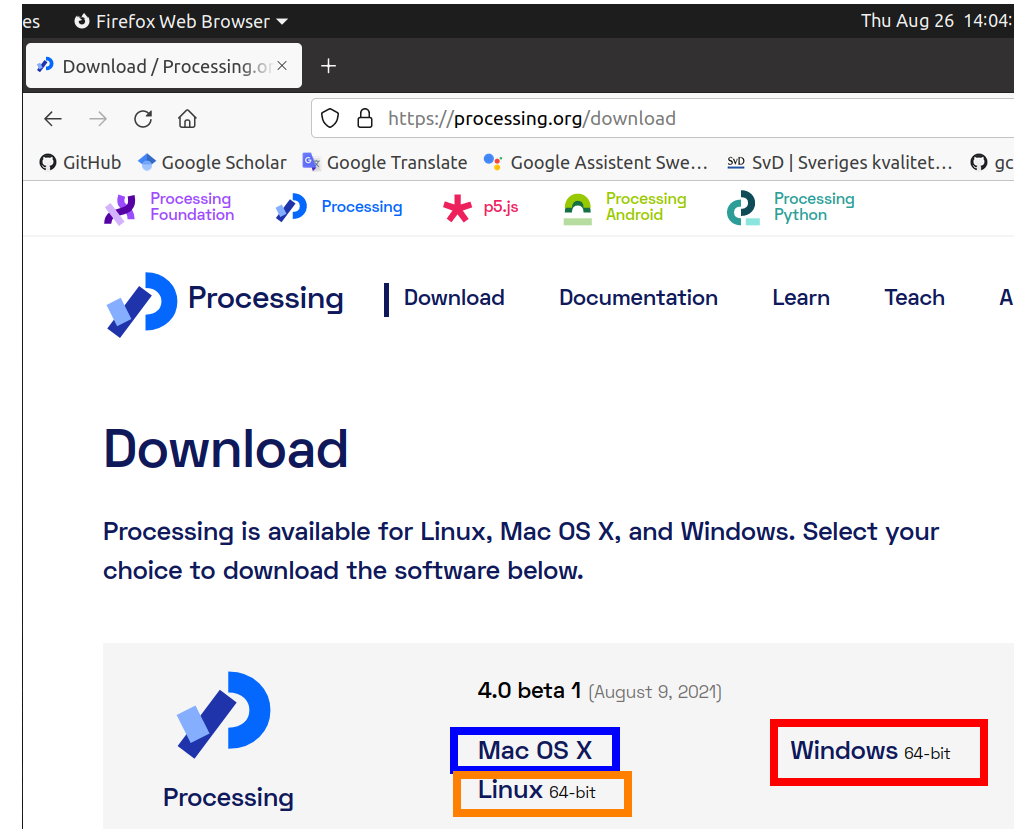 es Firefox Web Browser Thu Aug 26 14:04:
Download / Processing.or
https://processing.org/download
GitHub Google Scholar Google Translate Google Assistent Swe… SvD | Sveriges kvalitet… gc
Processing Foundation Processing p5.js Processing Android Processing Python
Processing Download Documentation Learn Teach A
Download
Processing is available for Linux, Mac OS X, and Windows. Select your
choice to download the software below.
4.0 beta 1 (August 9, 2021)
Mac OS X Windows 64-bit
Linux 64-bit
Processing